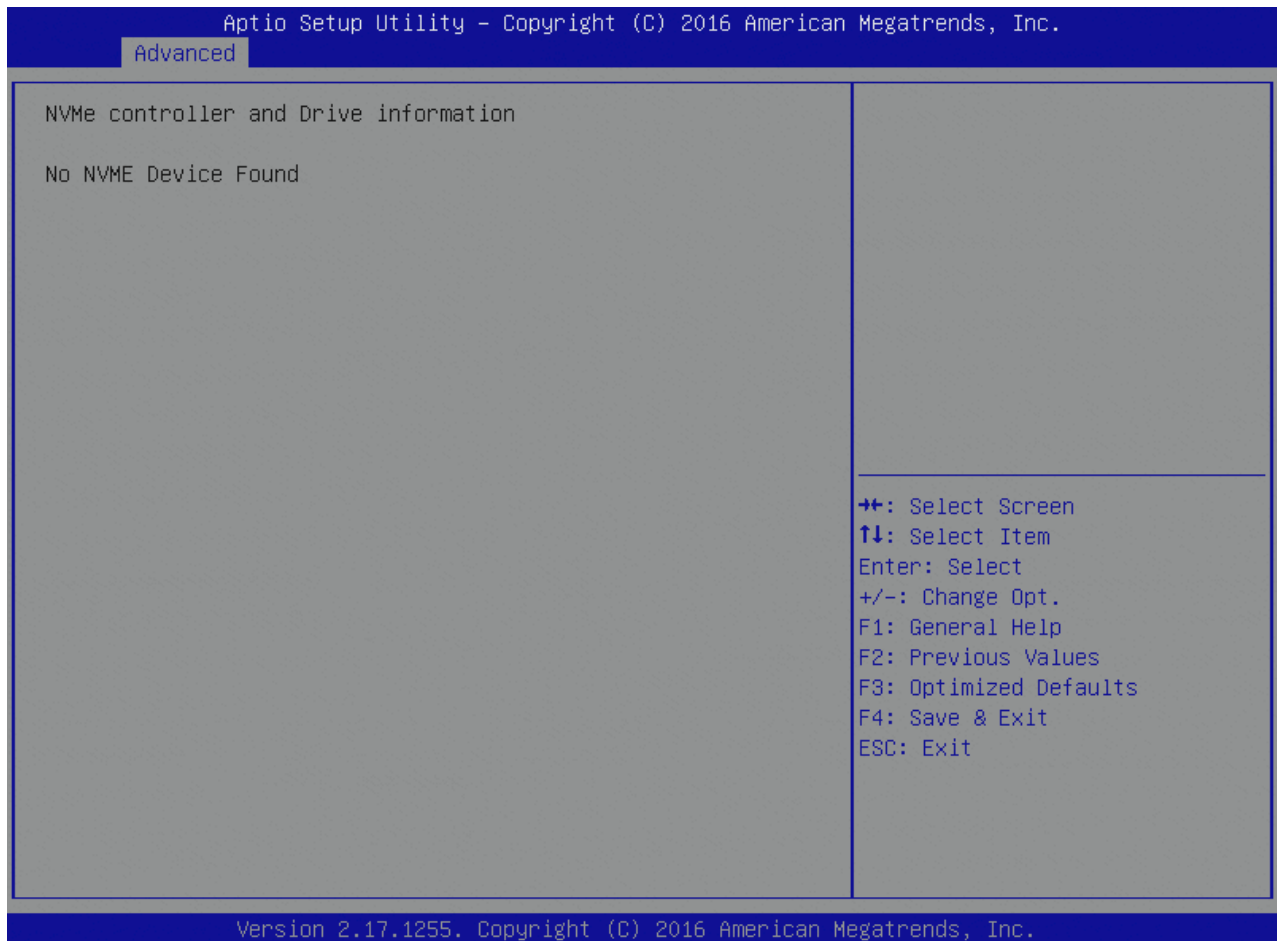 Aptio Setup Utility – Copyright (C) 2016 American Megatrends, Inc.
Advanced
NVMe controller and Drive information
No NVME Device Found
→←: Select Screen
↑↓: Select Item
Enter: Select
+/-: Change Opt.
F1: General Help
F2: Previous Values
F3: Optimized Defaults
F4: Save & Exit
ESC: Exit
Version 2.17.1255. Copyright (C) 2016 American Megatrends, Inc.